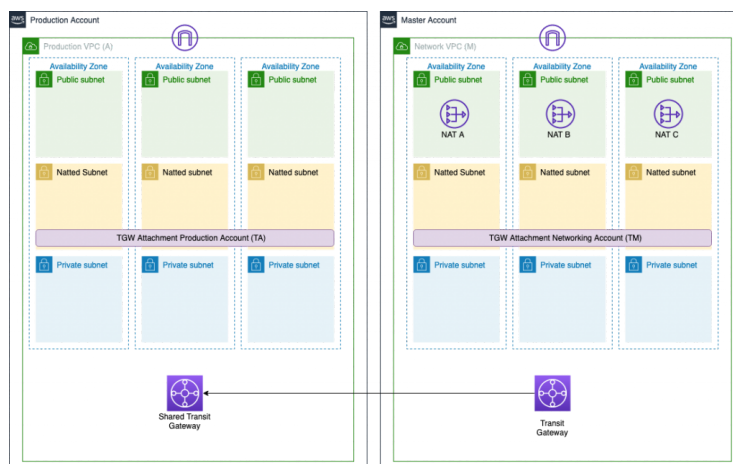 aws
Production Account
Production VPC (A)
Availability Zone
Availability Zone
Availability Zone
Public subnet
Public subnet
Public subnet
Natted Subnet
Natted subnet
Natted subnet
TGW Attachment Production Account (TA)
Private subnet
Private subnet
Private subnet
Shared Transit
Gateway
aws
Master Account
Network VPC (M)
Availability Zone
Availability Zone
Availability Zone
Public subnet
Public subnet
Public subnet
NAT A
NAT B
NAT C
Natted Subnet
Natted subnet
Natted subnet
TGW Attachment Networking Account (TM)
Private subnet
Private subnet
Private subnet
Transit
Gateway